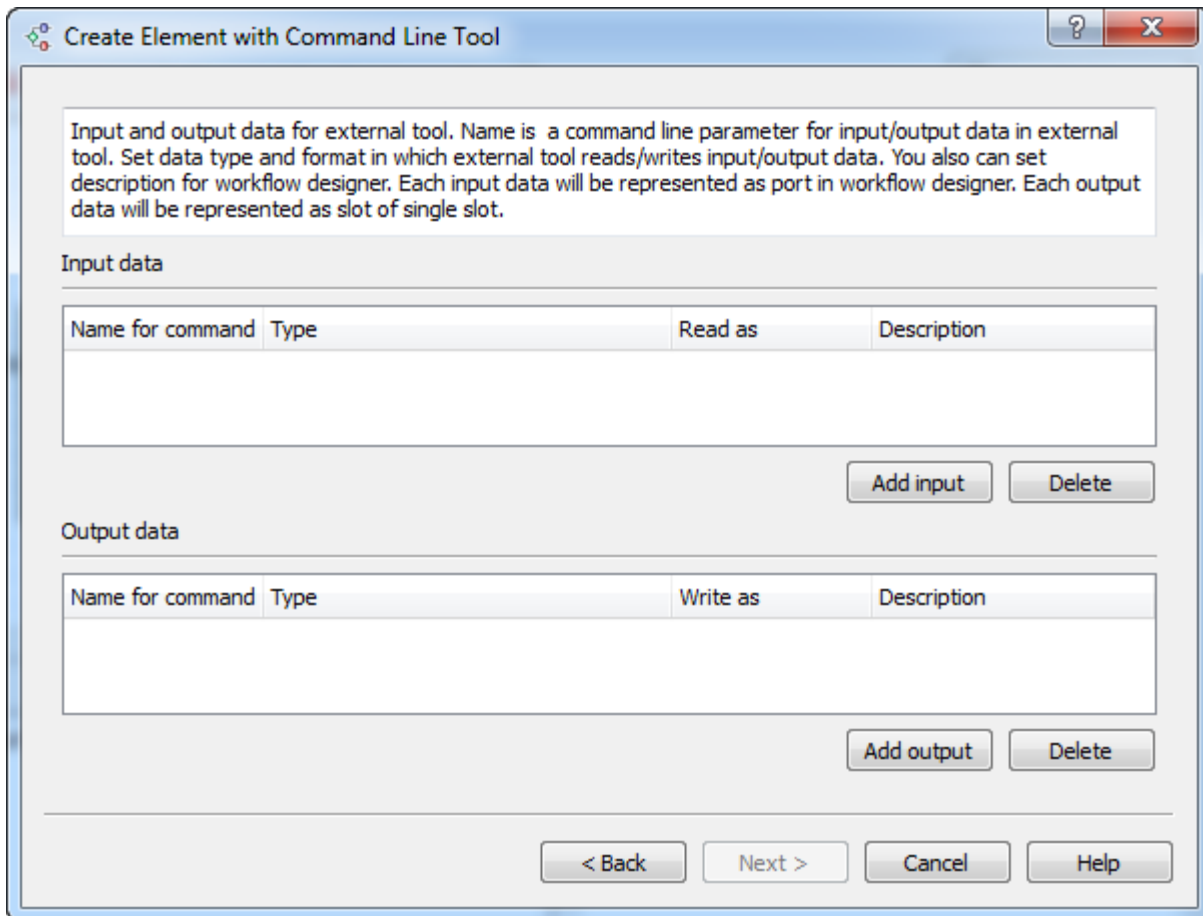 Create Element with Command Line Tool
Input and output data for external tool. Name is  a command line parameter for input/output data in external
tool. Set data type and format in which external tool reads/writes input/output data. You also can set
description for workflow designer. Each input data will be represented as port in workflow designer. Each output
data will be represented as slot of single slot.
Input data
Name for command Type Read as Description
Add input Delete
Output data
Name for command Type Write as Description
Add output Delete
< Back Next > Cancel Help